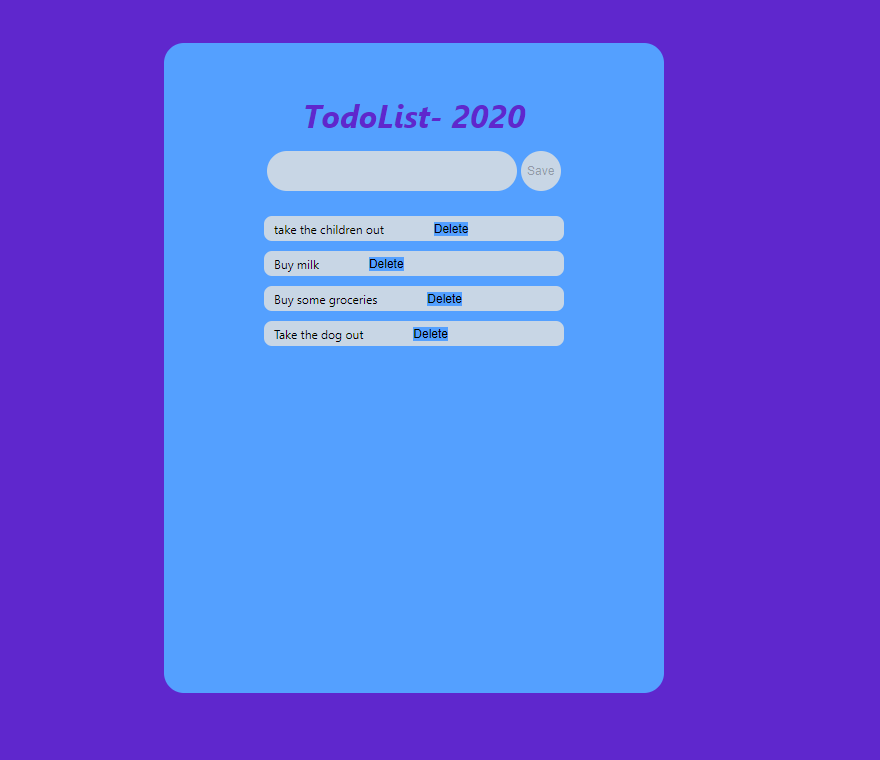 TodoList- 2020
Save
take the children out Delete
Buy milk Delete
Buy some groceries Delete
Take the dog out Delete